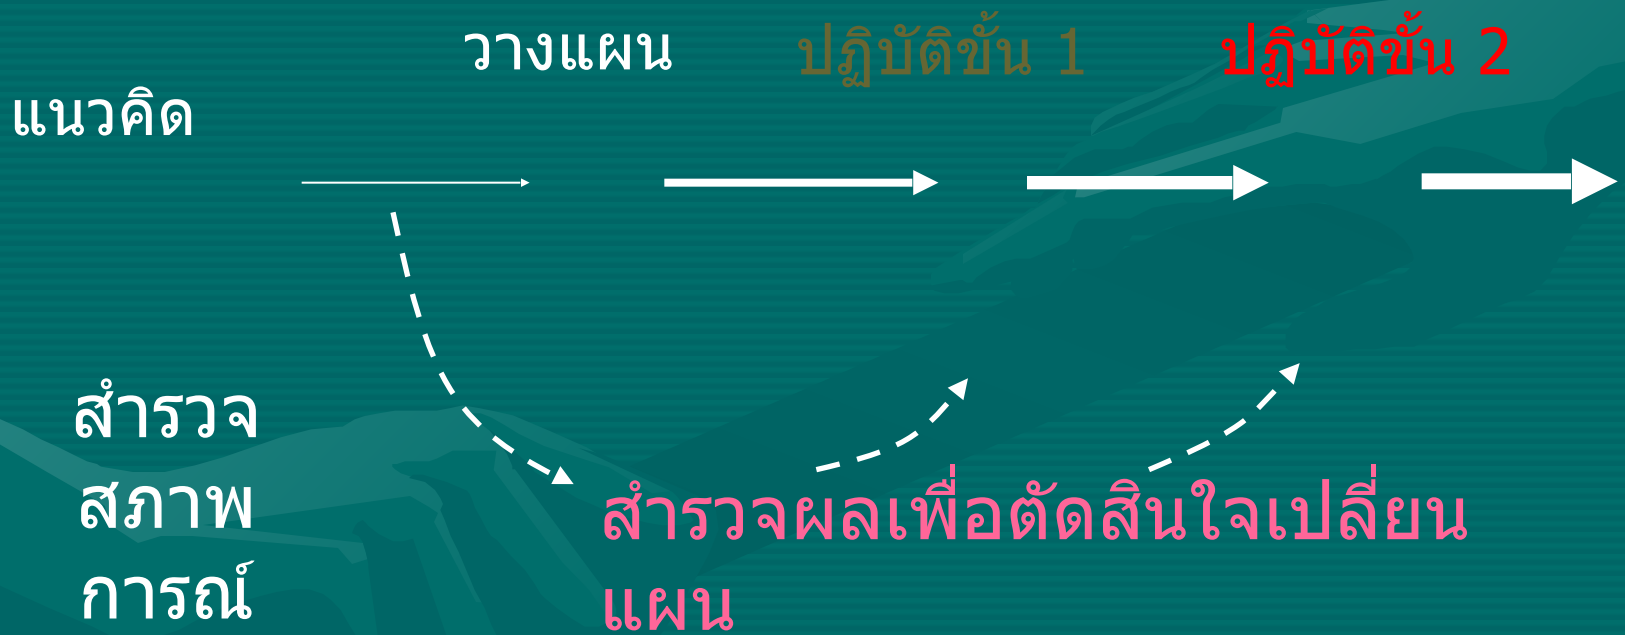 วางแผน
ปฏิบัติขั้น 1
ปฏิบัติขั้น 2
แนวคิด
สำรวจ
สภาพ
การณ์
สำรวจผลเพื่อตัดสินใจเปลี่ยน
แผน